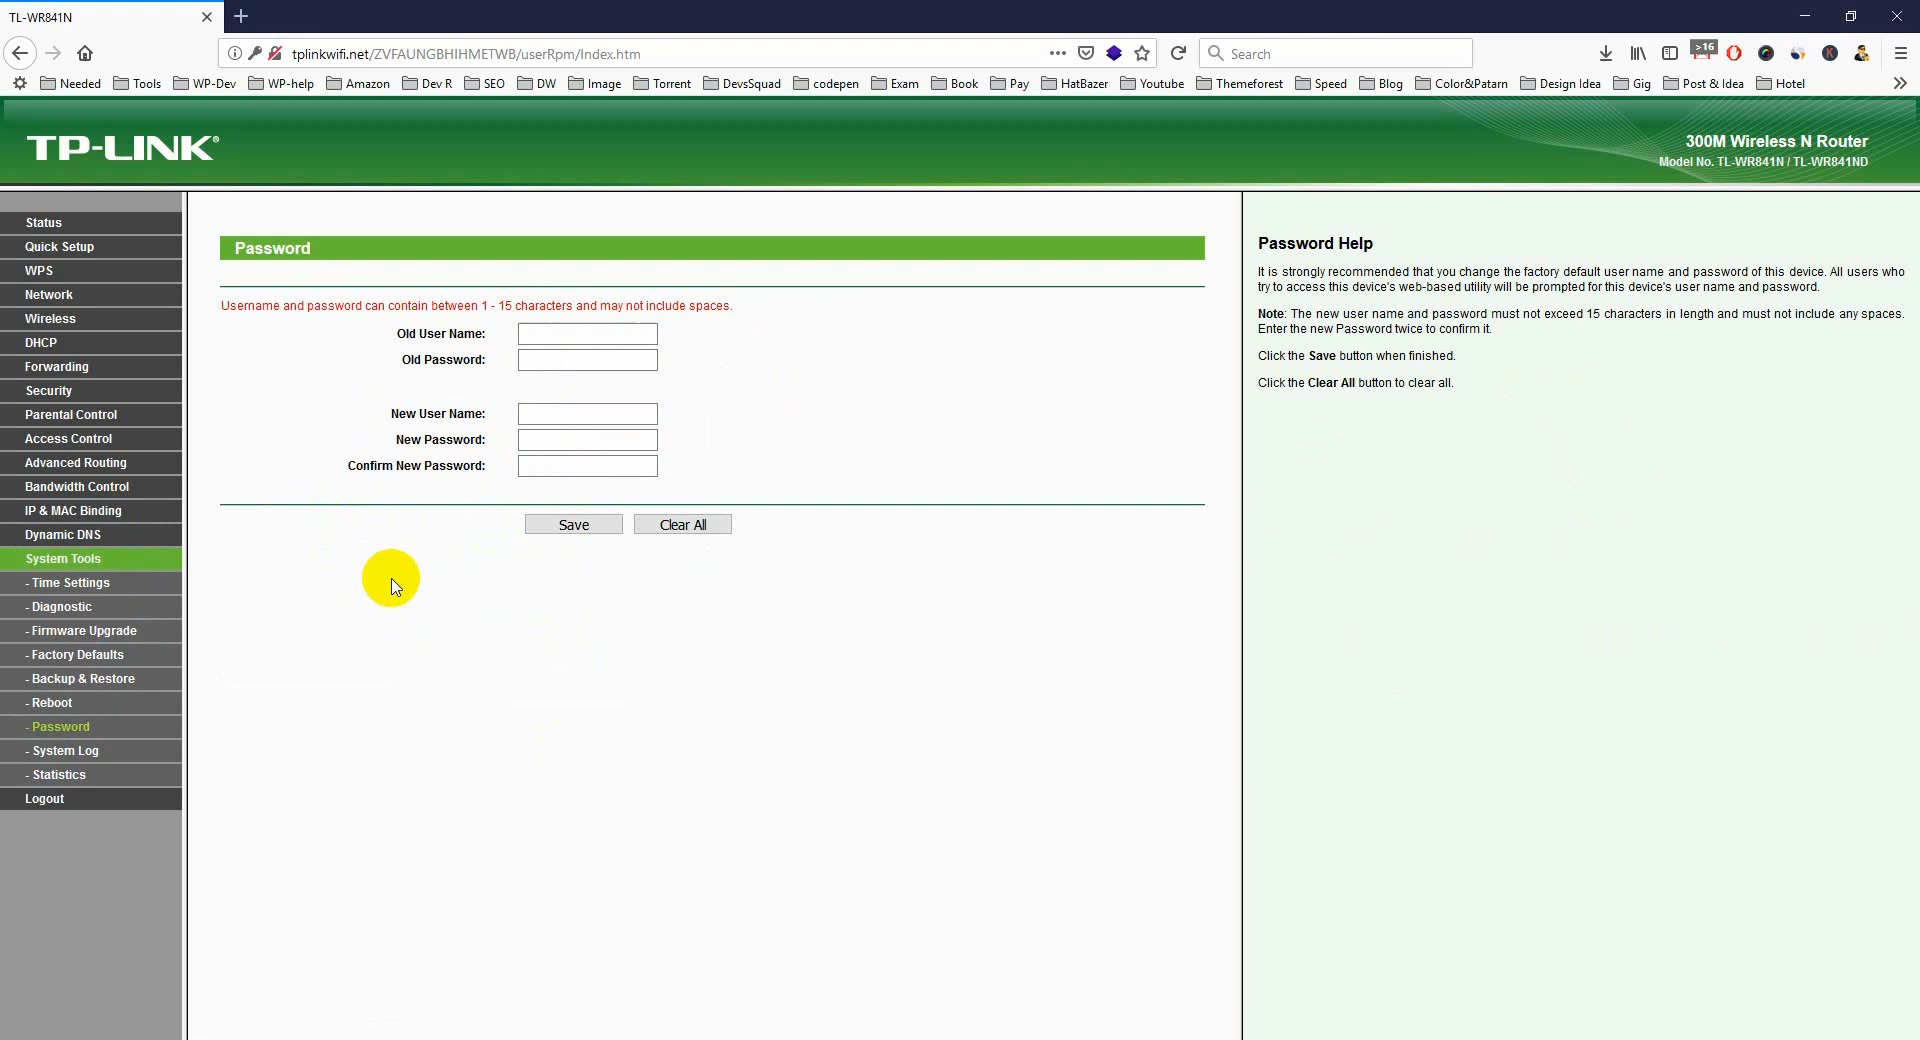 TL-WR841N
tplinkwifi.net/ZVFAUNGBHIHMETWB/userRpm/Index.htm
Search
>16
Needed Tools WP-Dev WP-help Amazon Dev R SEO DW Image Torrent DevsSquad codepen Exam Book Pay HatBazer Youtube Themeforest Speed Blog Color&Patarn Design Idea Gig Post & Idea Hotel
TP-LINK®
300M Wireless N Router
Model No. TL-WR841N / TL-WR841ND
Status
Quick Setup
WPS
Network
Wireless
DHCP
Forwarding
Security
Parental Control
Access Control
Advanced Routing
Bandwidth Control
IP & MAC Binding
Dynamic DNS
System Tools
- Time Settings
- Diagnostic
- Firmware Upgrade
- Factory Defaults
- Backup & Restore
- Reboot
- Password
- System Log
- Statistics
Logout
Password
Username and password can contain between 1 - 15 characters and may not include spaces.
Old User Name:
Old Password:
New User Name:
New Password:
Confirm New Password:
Save Clear All
Password Help
It is strongly recommended that you change the factory default user name and password of this device. All users who
try to access this device's web-based utility will be prompted for this device's user name and password.
Note: The new user name and password must not exceed 15 characters in length and must not include any spaces.
Enter the new Password twice to confirm it.
Click the Save button when finished.
Click the Clear All button to clear all.